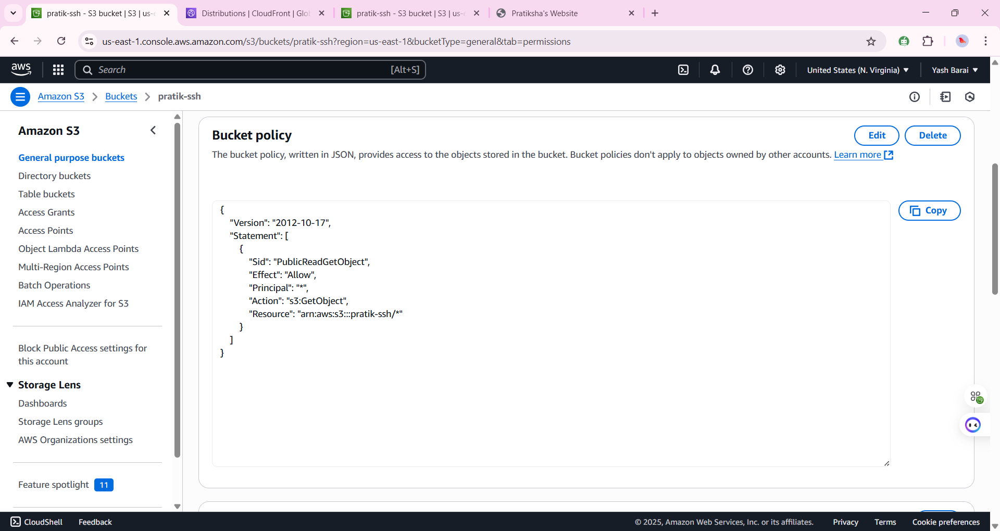 pratik-ssh - S3 bucket | S3 | us-e
Distributions | CloudFront | Glob
pratik-ssh - S3 bucket | S3 | us-e
Pratiksha's Website
us-east-1.console.aws.amazon.com/s3/buckets/pratik-ssh?region=us-east-1&bucketType=general&tab=permissions
aws
Search
[Alt+S]
United States (N. Virginia)
Yash Barai
Amazon S3
Buckets
pratik-ssh
Amazon S3
General purpose buckets
Directory buckets
Table buckets
Access Grants
Access Points
Object Lambda Access Points
Multi-Region Access Points
Batch Operations
IAM Access Analyzer for S3
Block Public Access settings for
this account
Storage Lens
Dashboards
Storage Lens groups
AWS Organizations settings
Feature spotlight 11
Bucket policy
Edit
Delete
The bucket policy, written in JSON, provides access to the objects stored in the bucket. Bucket policies don't apply to objects owned by other accounts. Learn more
Copy
{
"Version": "2012-10-17",
"Statement": [
{
"Sid": "PublicReadGetObject",
"Effect": "Allow",
"Principal": "*",
"Action": "s3:GetObject",
"Resource": "arn:aws:s3:::pratik-ssh/*"
}
]
}
CloudShell
Feedback
© 2025, Amazon Web Services, Inc. or its affiliates.
Privacy
Terms
Cookie preferences